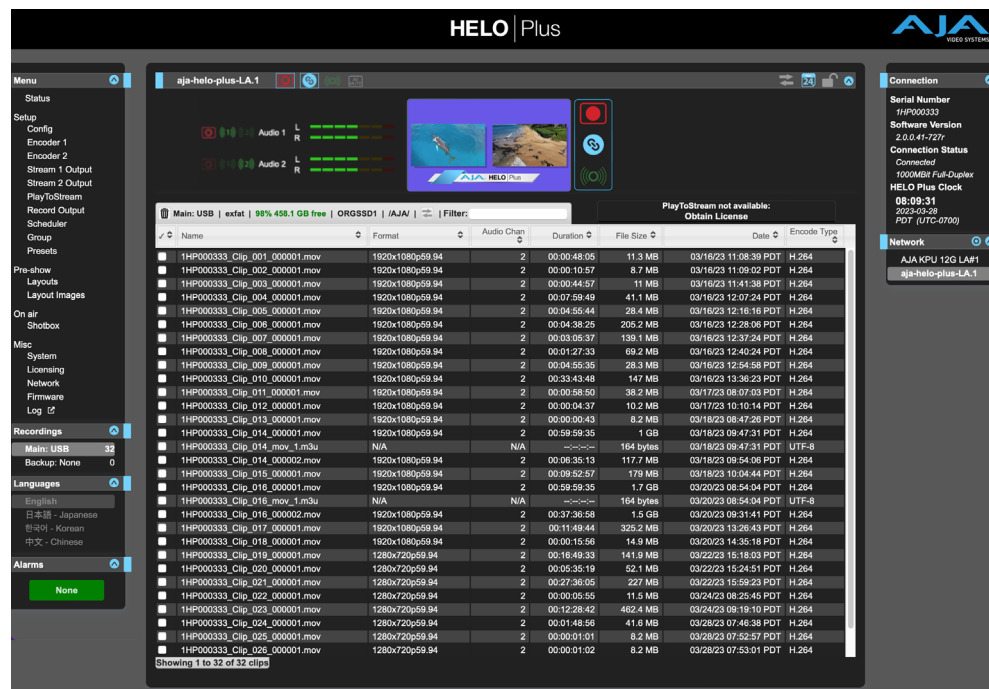 HELO | Plus
AJA
VIDEO SYSTEMS
Menu
Status
Setup
Config
Encoder 1
Encoder 2
Stream 1 Output
Stream 2 Output
PlayToStream
Record Output
Scheduler
Group
Presets
Pre-show
Layouts
Layout Images
On air
Shotbox
Misc
System
Licensing
Network
Firmware
Log
Recordings
Main: USB 32
Backup: None 0
Languages
English
日本語 - Japanese
한국어 - Korean
中文 - Chinese
Alarms
None
aja-helo-plus-LA.1
24
Audio 1 L
R
Audio 2 L
R
AJA HELO | Plus
Main: USB | exfat | 98% 458.1 GB free | ORGSSD1 | /AJA/ | | Filter:
PlayToStream not available:
Obtain License
Name Format Audio Chan Duration File Size Date Encode Type
1HP000333_Clip_001_000001.mov 1920x1080p59.94 2 00:00:48:05 11.3 MB 03/16/23 11:08:39 PDT H.264
1HP000333_Clip_002_000001.mov 1920x1080p59.94 2 00:00:10:57 8.7 MB 03/16/23 11:09:02 PDT H.264
1HP000333_Clip_003_000001.mov 1920x1080p59.94 2 00:00:44:57 11 MB 03/16/23 11:41:38 PDT H.264
1HP000333_Clip_004_000001.mov 1920x1080p59.94 2 00:07:59:49 41.1 MB 03/16/23 12:07:24 PDT H.264
1HP000333_Clip_005_000001.mov 1920x1080p59.94 2 00:04:55:44 28.4 MB 03/16/23 12:16:16 PDT H.264
1HP000333_Clip_006_000001.mov 1920x1080p59.94 2 00:04:38:25 205.2 MB 03/16/23 12:28:06 PDT H.264
1HP000333_Clip_007_000001.mov 1920x1080p59.94 2 00:03:05:37 139.1 MB 03/16/23 12:37:24 PDT H.264
1HP000333_Clip_008_000001.mov 1920x1080p59.94 2 00:01:27:33 69.2 MB 03/16/23 12:40:24 PDT H.264
1HP000333_Clip_009_000001.mov 1920x1080p59.94 2 00:04:55:35 28.3 MB 03/16/23 12:54:58 PDT H.264
1HP000333_Clip_010_000001.mov 1920x1080p59.94 2 00:33:43:48 147 MB 03/16/23 13:36:23 PDT H.264
1HP000333_Clip_011_000001.mov 1920x1080p59.94 2 00:00:58:50 38.2 MB 03/17/23 08:07:03 PDT H.264
1HP000333_Clip_012_000001.mov 1920x1080p59.94 2 00:00:04:37 10.2 MB 03/17/23 10:10:14 PDT H.264
1HP000333_Clip_013_000001.mov 1920x1080p59.94 2 00:00:00:43 8.2 MB 03/18/23 08:47:26 PDT H.264
1HP000333_Clip_014_000001.mov 1920x1080p59.94 2 00:59:59:35 1 GB 03/18/23 09:47:31 PDT H.264
1HP000333_Clip_014_mov_1.m3u N/A N/A --:--:--:-- 164 bytes 03/18/23 09:47:31 PDT UTF-8
1HP000333_Clip_014_000002.mov 1920x1080p59.94 2 00:06:35:13 117.7 MB 03/18/23 09:54:06 PDT H.264
1HP000333_Clip_015_000001.mov 1920x1080p59.94 2 00:09:52:57 179 MB 03/18/23 10:04:44 PDT H.264
1HP000333_Clip_016_000001.mov 1920x1080p59.94 2 00:59:59:35 1.7 GB 03/20/23 08:54:04 PDT H.264
1HP000333_Clip_016_mov_1.m3u N/A N/A --:--:--:-- 164 bytes 03/20/23 08:54:04 PDT UTF-8
1HP000333_Clip_016_000002.mov 1920x1080p59.94 2 00:37:36:58 1.5 GB 03/20/23 09:31:41 PDT H.264
1HP000333_Clip_017_000001.mov 1920x1080p59.94 2 00:11:49:44 325.2 MB 03/20/23 13:26:43 PDT H.264
1HP000333_Clip_018_000001.mov 1920x1080p59.94 2 00:00:15:56 14.9 MB 03/20/23 14:35:18 PDT H.264
1HP000333_Clip_019_000001.mov 1280x720p59.94 2 00:16:49:33 141.9 MB 03/22/23 15:18:03 PDT H.264
1HP000333_Clip_020_000001.mov 1280x720p59.94 2 00:05:35:19 52.1 MB 03/22/23 15:24:51 PDT H.264
1HP000333_Clip_021_000001.mov 1280x720p59.94 2 00:27:36:05 227 MB 03/22/23 15:59:23 PDT H.264
1HP000333_Clip_022_000001.mov 1280x720p59.94 2 00:00:05:55 11.5 MB 03/24/23 08:25:45 PDT H.264
1HP000333_Clip_023_000001.mov 1280x720p59.94 2 00:12:28:42 462.4 MB 03/24/23 09:19:10 PDT H.264
1HP000333_Clip_024_000001.mov 1280x720p59.94 2 00:01:48:56 41.6 MB 03/28/23 07:46:38 PDT H.264
1HP000333_Clip_025_000001.mov 1280x720p59.94 2 00:00:01:01 8.2 MB 03/28/23 07:52:57 PDT H.264
1HP000333_Clip_026_000001.mov 1280x720p59.94 2 00:00:01:02 8.2 MB 03/28/23 07:53:01 PDT H.264
Showing 1 to 32 of 32 clips
Connection
Serial Number
1HP000333
Software Version
2.0.0.41-727r
Connection Status
Connected
1000MBit Full-Duplex
HELO Plus Clock
08:09:31
2023-03-28
PDT (UTC-0700)
Network
AJA KPU 12G LA#1
aja-helo-plus-LA.1